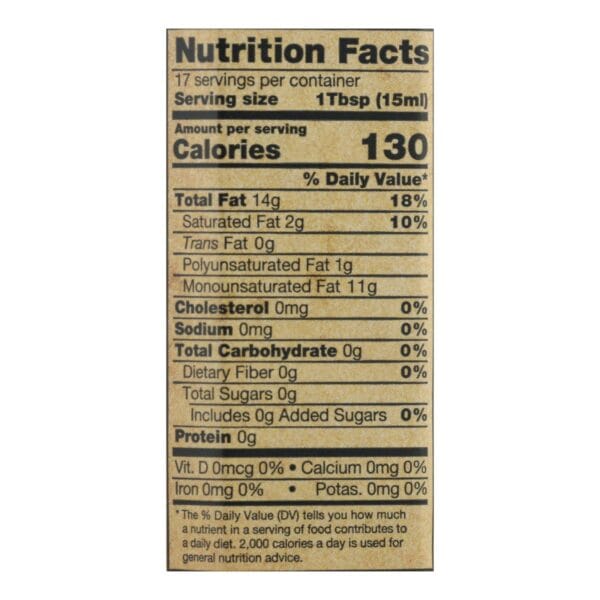 Nutrition Facts
17 servings per container
Serving size 1Tbsp (15ml)
Amount per serving
Calories 130
% Daily Value*
Total Fat 14g 18%
Saturated Fat 2g 10%
Trans Fat 0g
Polyunsaturated Fat 1g
Monounsaturated Fat 11g
Cholesterol 0mg 0%
Sodium 0mg 0%
Total Carbohydrate 0g 0%
Dietary Fiber 0g 0%
Total Sugars 0g
Includes 0g Added Sugars 0%
Protein 0g
Vit. D 0mcg 0% • Calcium 0mg 0%
Iron 0mg 0% • Potas. 0mg 0%
* The % Daily Value (DV) tells you how much
a nutrient in a serving of food contributes to
a daily diet. 2,000 calories a day is used for
general nutrition advice.